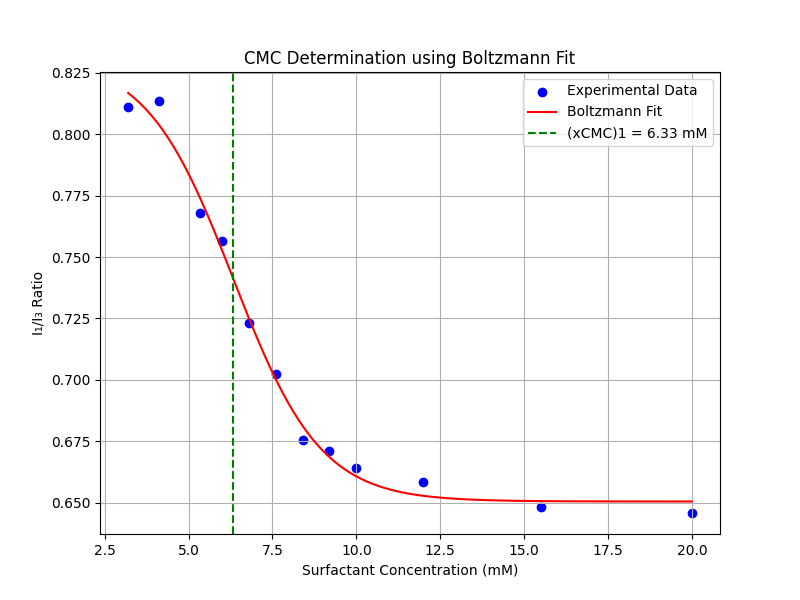 CMC Determination using Boltzmann Fit
Experimental Data
Boltzmann Fit
(xCMC)1 = 6.33 mM
I₁/I₃ Ratio
0.825
0.800
0.775
0.750
0.725
0.700
0.675
0.650
2.5 5.0 7.5 10.0 12.5 15.0 17.5 20.0
Surfactant Concentration (mM)